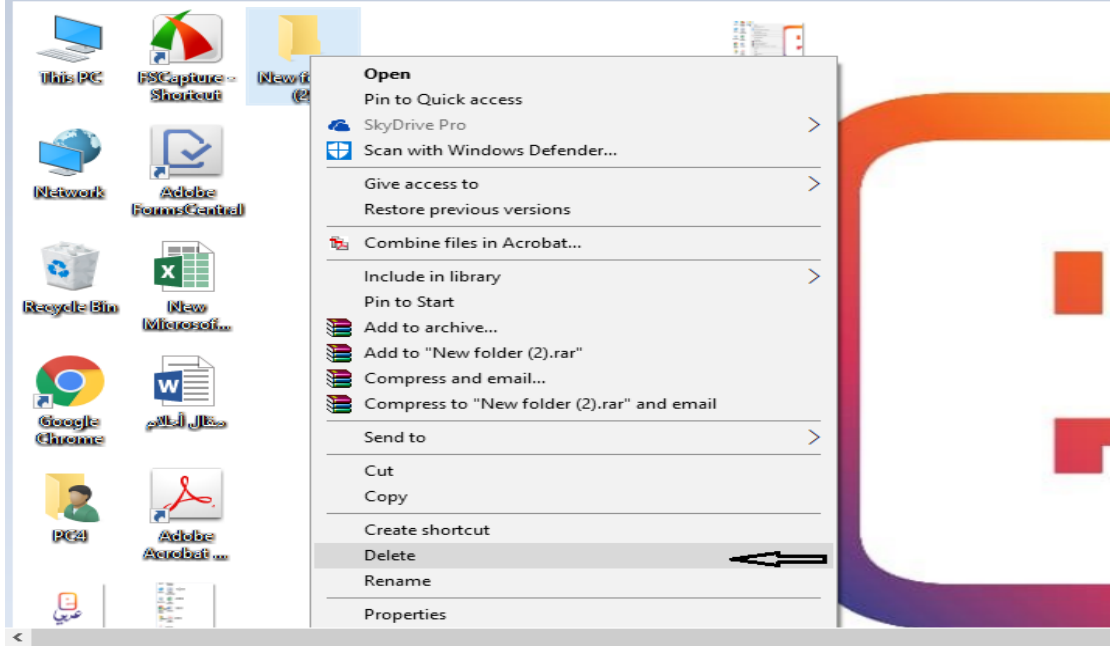 This PC
FSCapture -
Shortcut
New f
(2
Network
Adobe
FormsCentral
Recycle Bin
New
Microsof...
Google
Chrome
مقال أحلام
PC4
Adobe
Acrobat ...
عربي
Open
Pin to Quick access
SkyDrive Pro
Scan with Windows Defender...
Give access to
Restore previous versions
Combine files in Acrobat...
Include in library
Pin to Start
Add to archive...
Add to "New folder (2).rar"
Compress and email...
Compress to "New folder (2).rar" and email
Send to
Cut
Copy
Create shortcut
Delete
Rename
Properties